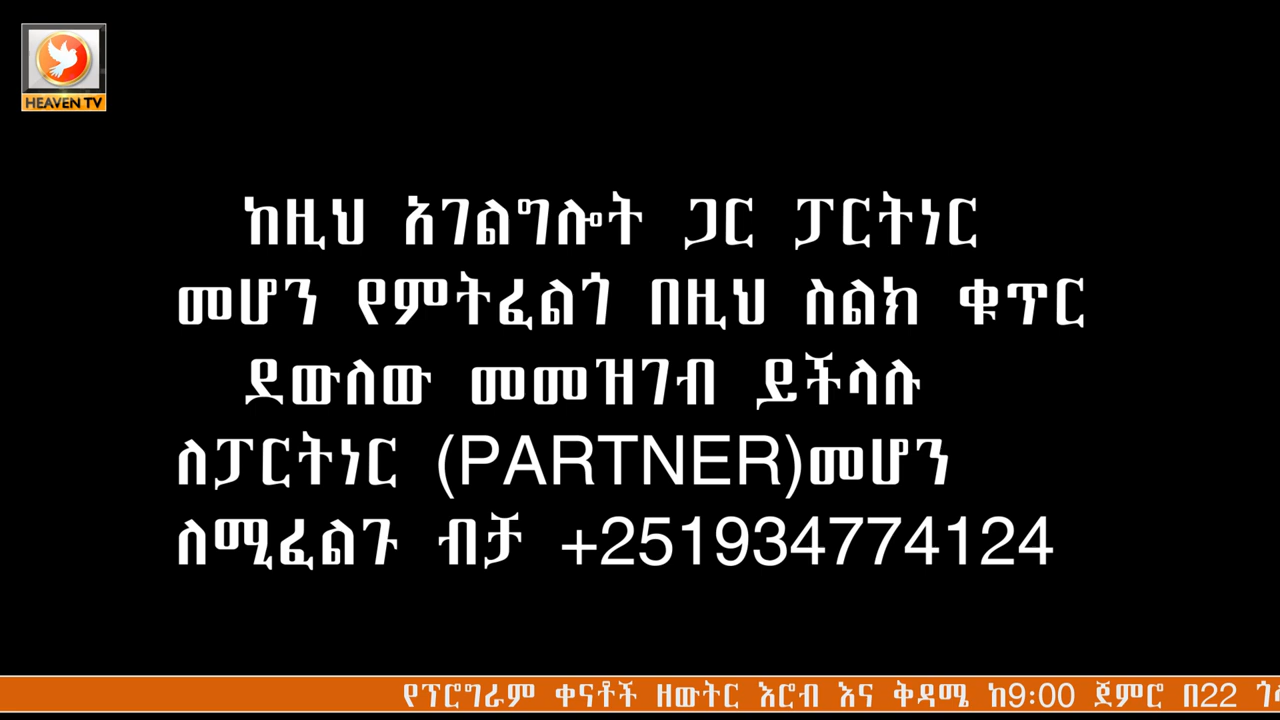 HEAVEN TV
ከዚህ አገልግሎት ጋር ፓርትነር
መሆን የምትፈልጎ በዚህ ስልክ ቁጥር
ደውለው መመዝገብ ይችላሉ
ለፓርትነር (PARTNER)መሆን
ለሚፈልጉ ብቻ +251934774124
የፕሮግራም ቀናቶች ዘውትር እሮብ እና ቅዳሜ ከ9:00 ጀምሮ በ22